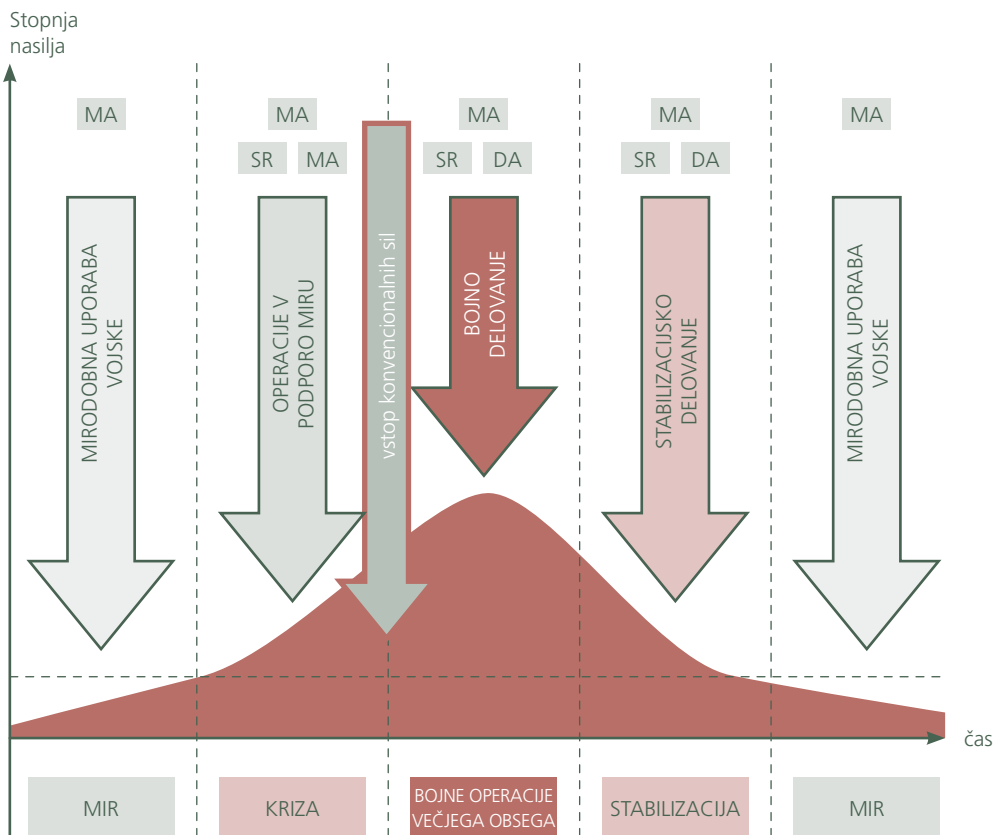 Stopnja
nasilja
MA
MA
MA
MA
MA
SR MA
SR DA
SR DA
MIRODOBNA UPORABA
VOJSKE
OPERACIJE V
PODPORO MIRU
vstop konvencionalnih sil
BOJNO
DELOVANJE
STABILIZACIJSKO
DELOVANJE
MIRODOBNA UPORABA
VOJSKE
čas
MIR
KRIZA
BOJNE OPERACIJE
VEČJEGA OBSEGA
STABILIZACIJA
MIR